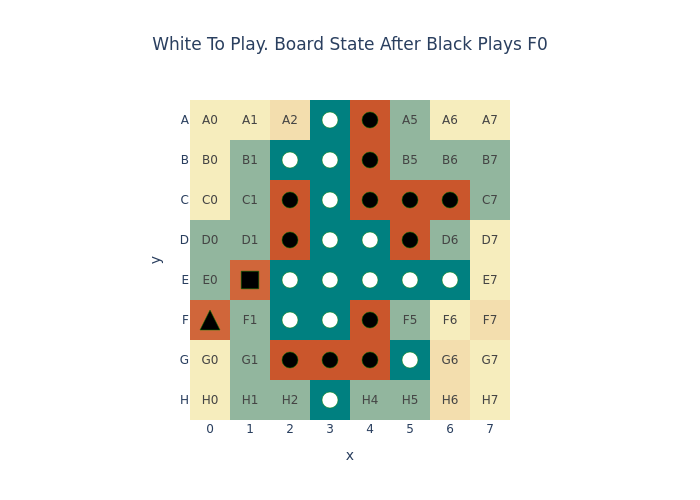 White To Play. Board State After Black Plays F0
A A0 A1 A2 A5 A6 A7
B B0 B1 B5 B6 B7
C C0 C1 C7
D D0 D1 D6 D7
E E0 E7
F F1 F5 F6 F7
G G0 G1 G6 G7
H H0 H1 H2 H4 H5 H6 H7
0 1 2 3 4 5 6 7
x
y